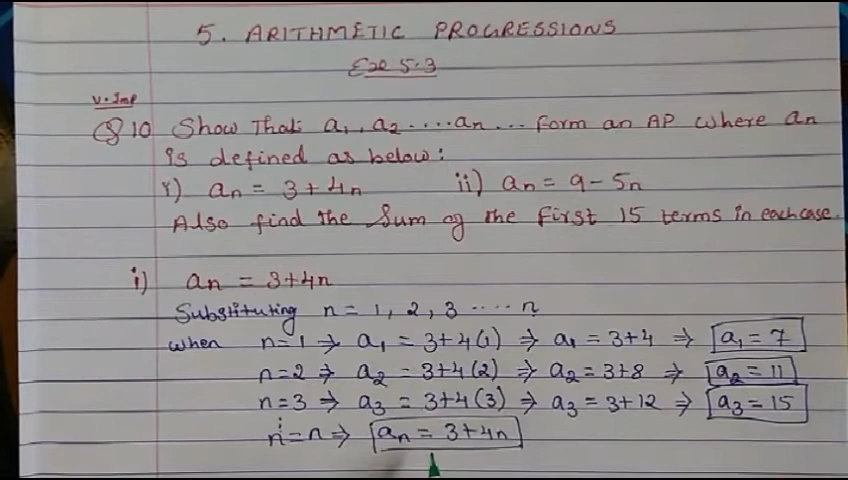 5. ARITHMETIC PROGRESSIONS
Exe 5.3
V.Imp
Q 10 Show That a₁, a₂ ..... an ... form an AP where an
is defined as below:
i) an = 3+4n ii) an = 9-5n
Also find the Sum of the first 15 terms in each case.
i) an = 3+4n
Substituting n = 1, 2, 3 ..... n
when n=1 ⇒ a₁ = 3+4(1) ⇒ a₁ = 3+4 ⇒ a₁ = 7
n=2 ⇒ a₂ = 3+4(2) ⇒ a₂ = 3+8 ⇒ a₂ = 11
n=3 ⇒ a₃ = 3+4(3) ⇒ a₃ = 3+12 ⇒ a₃ = 15
n=n ⇒ an = 3+4n